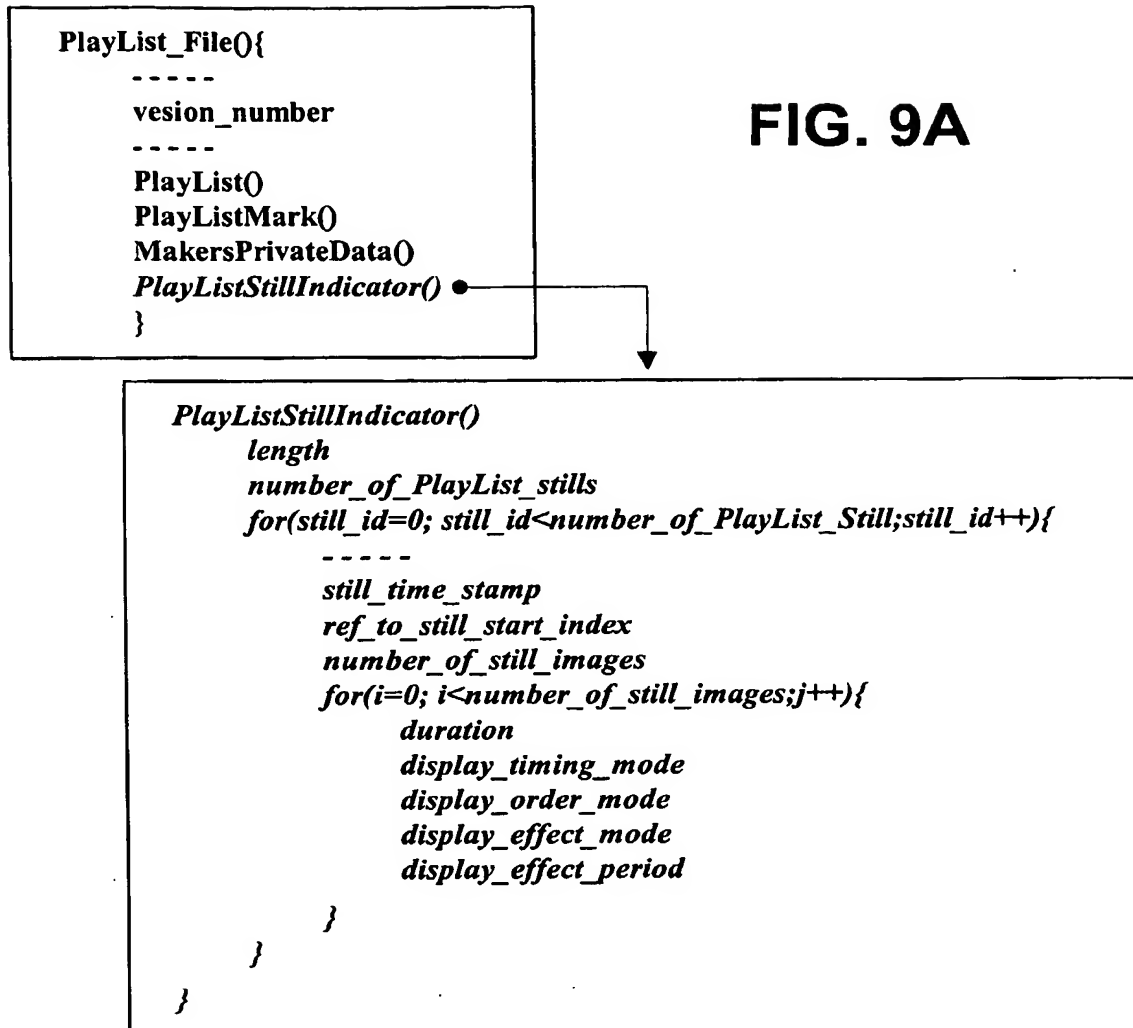 PlayList_File(){
- - - - -
vesion_number
- - - - -
PlayList()
PlayListMark()
MakersPrivateData()
PlayListStillIndicator()
}
FIG. 9A
PlayListStillIndicator()
length
number_of_PlayList_stills
for(still_id=0; still_id<number_of_PlayList_Still;still_id++){
- - - - -
still_time_stamp
ref_to_still_start_index
number_of_still_images
for(i=0; i<number_of_still_images;j++){
duration
display_timing_mode
display_order_mode
display_effect_mode
display_effect_period
}
}
}